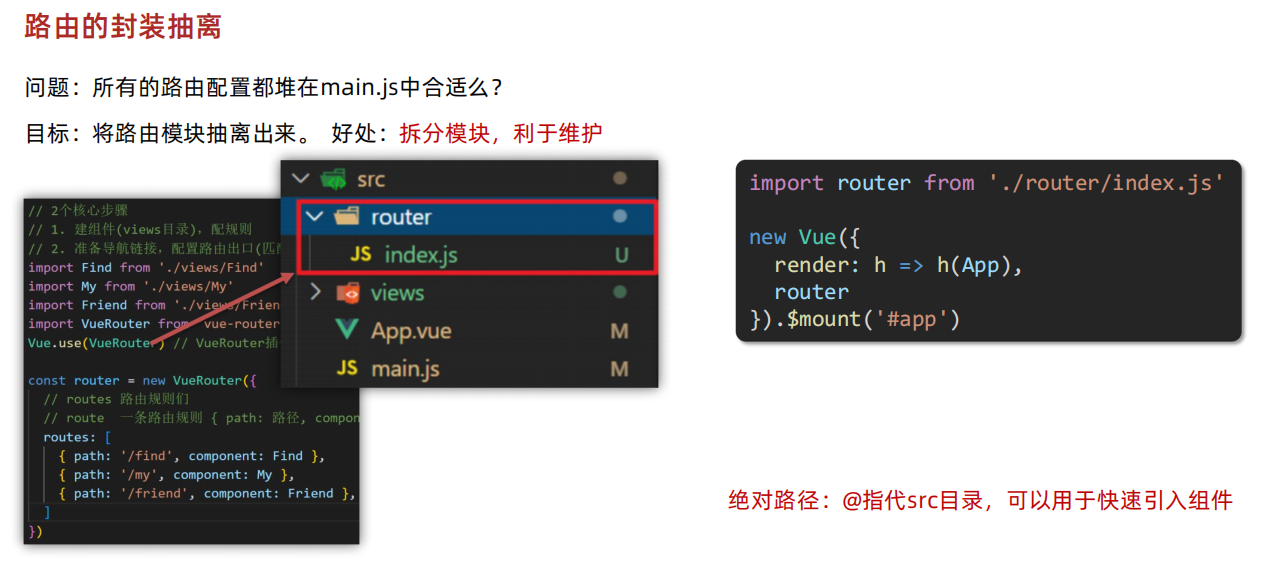 路由的封装抽离
问题：所有的路由配置都堆在main.js中合适么？
目标：将路由模块抽离出来。 好处：拆分模块，利于维护
// 2个核心步骤
// 1. 建组件(views目录)，配规则
// 2. 准备导航链接，配置路由出口(匹配
import Find from './views/Find'
import My from './views/My'
import Friend from './views/Frien
import VueRouter from 'vue-router
Vue.use(VueRouter) // VueRouter插
const router = new VueRouter({
// routes 路由规则们
// route 一条路由规则 { path: 路径, compon
routes: [
{ path: '/find', component: Find },
{ path: '/my', component: My },
{ path: '/friend', component: Friend },
]
})
src
router
JS index.js U
views
App.vue M
JS main.js M
import router from './router/index.js'
new Vue({
render: h => h(App),
router
}).$mount('#app')
绝对路径：@指代src目录，可以用于快速引入组件